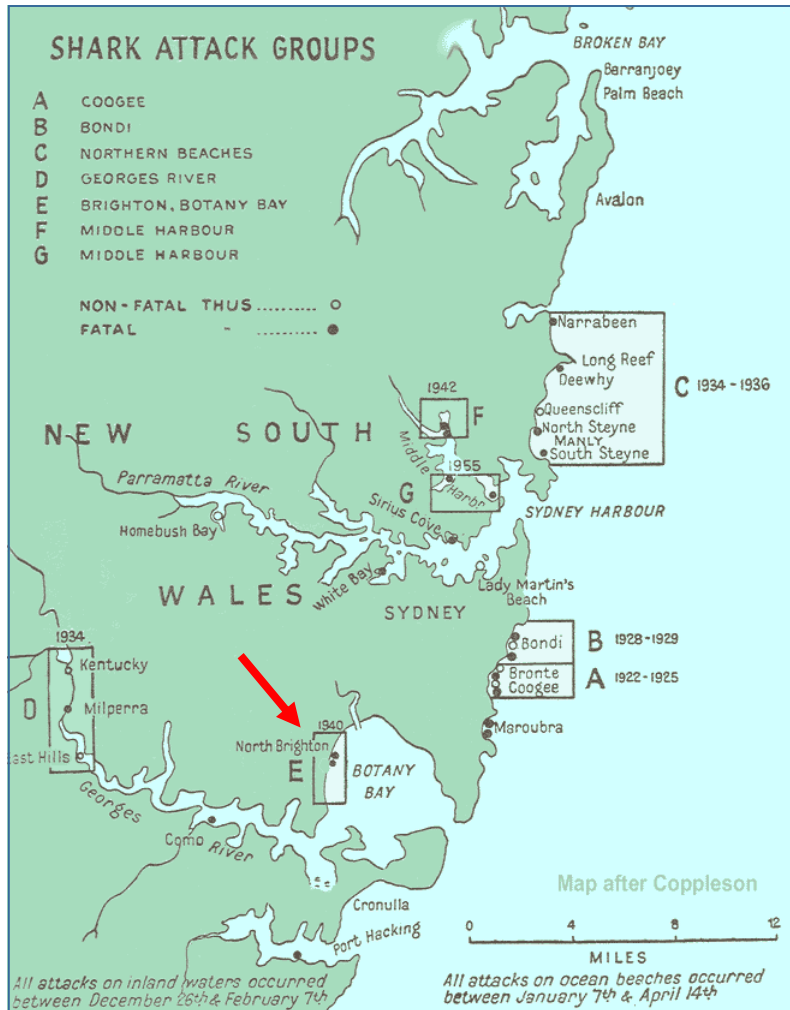 SHARK ATTACK GROUPS
A COOGEE
B BONDI
C NORTHERN BEACHES
D GEORGES RIVER
E BRIGHTON, BOTANY BAY
F MIDDLE HARBOUR
G MIDDLE HARBOUR
NON-FATAL THUS..........
FATAL " ..........
BROKEN BAY
Barranjoey
Palm Beach
Avalon
Narrabeen
Long Reef
Deewhy
C 1934-1936
1942
Queenscliff
F
North Steyne
MANLY
South Steyne
NEW SOUTH
Middle
1955
Harbr
G
Parramatta River
SYDNEY HARBOUR
Sirius Cove
Homebush Bay
White Bay
Lady Martin's
Beach
WALES
SYDNEY
1934
Bondi B 1928-1929
Kentucky
Bronte
Coogee A 1922-1925
D Milperra
Maroubra
1940
North Brighton
East Hills
E
BOTANY
BAY
Georges
River
Como
Map after Coppleson
Cronulla
Port Hacking
0 4 8 12
MILES
All attacks on inland waters occurred
between December 26th & February 7th
All attacks on ocean beaches occurred
between January 7th & April 14th